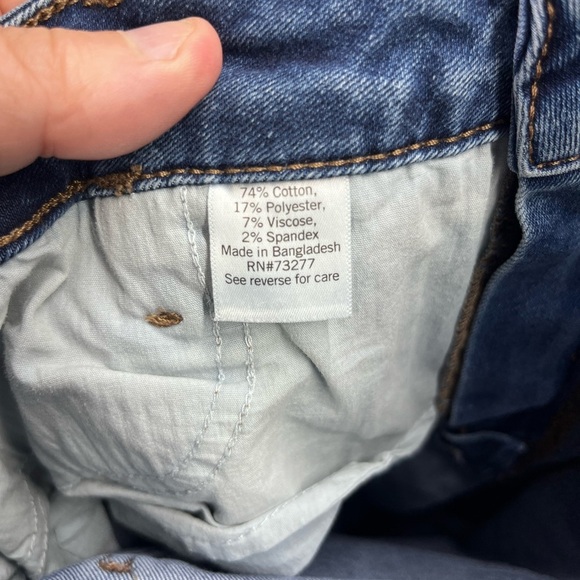 74% Cotton,
17% Polyester,
7% Viscose,
2% Spandex
Made in Bangladesh
RN#73277
See reverse for care